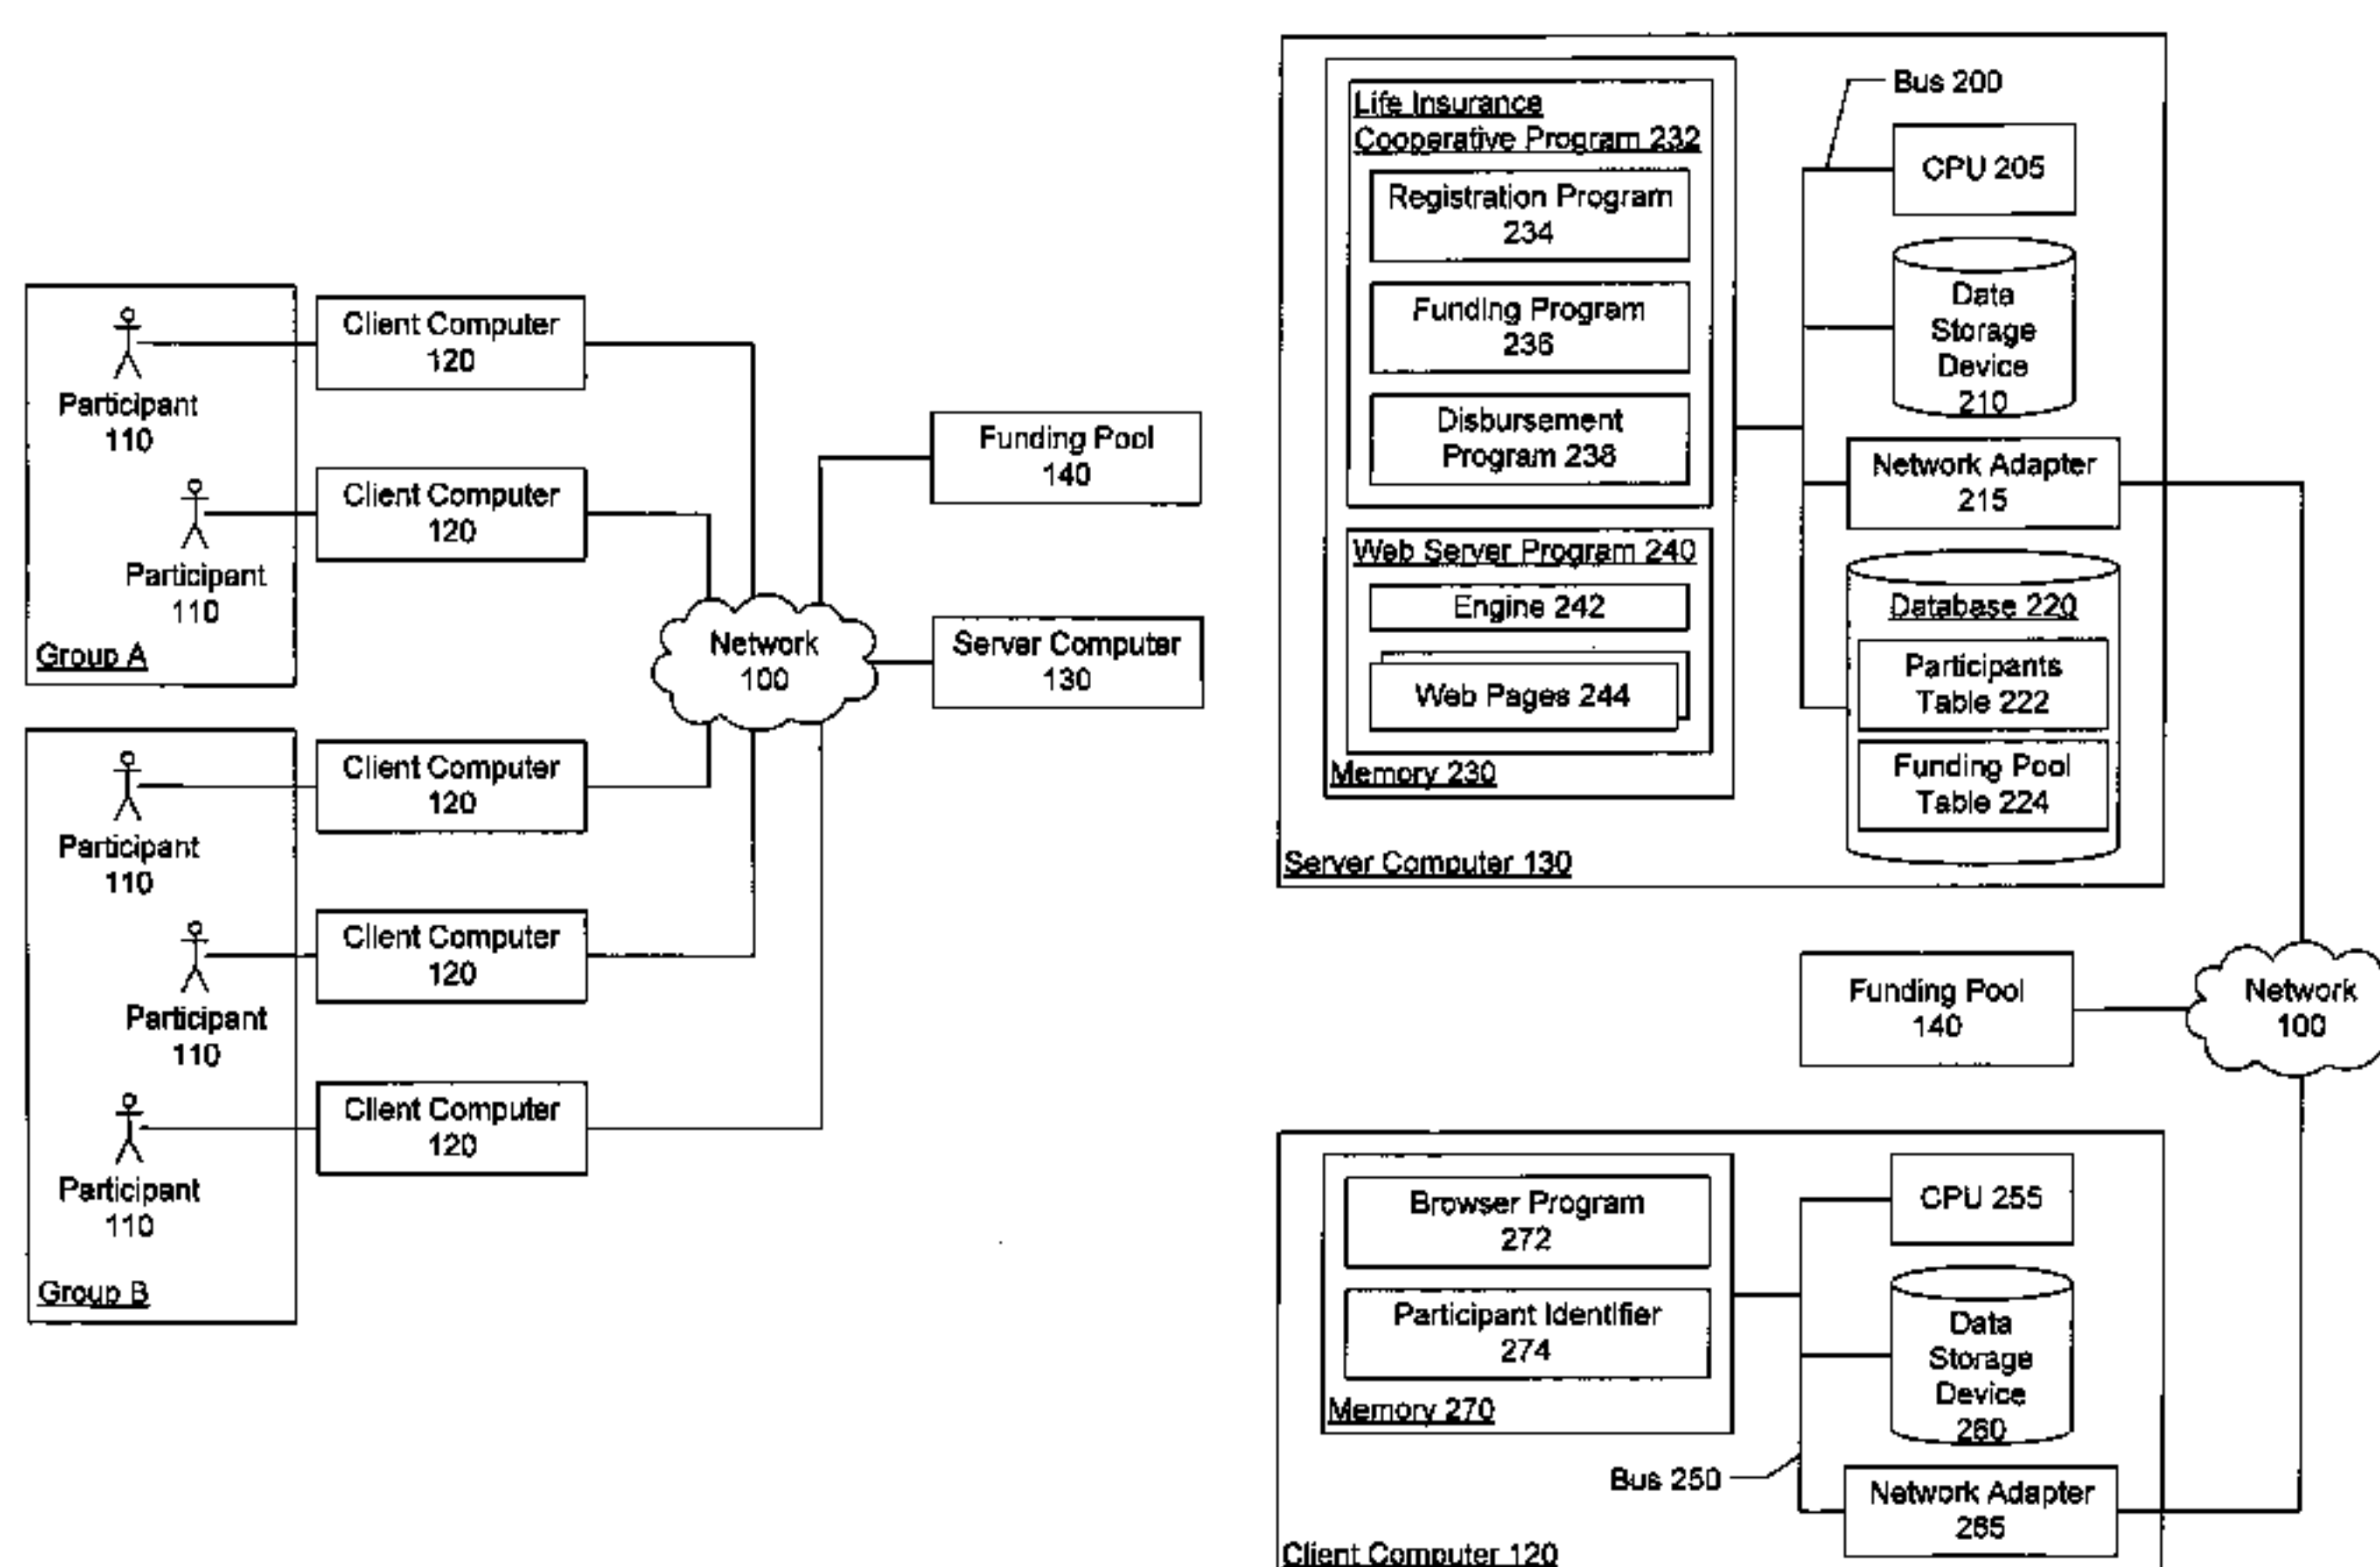 Client Computer
120
Participant
110
Client Computer
120
Participant
110
Group A
Client Computer
120
Participant
110
Client Computer
120
Participant
110
Client Computer
120
Participant
110
Group B
Funding Pool
140
Network
100
Server Computer
130
Life Insurance
Cooperative Program 232
Registration Program
234
Funding Program
236
Disbursement
Program 238
Web Server Program 240
Engine 242
Web Pages 244
Memory 230
Bus 200
CPU 205
Data
Storage
Device
210
Network Adapter
215
Database 220
Participants
Table 222
Funding Pool
Table 224
Server Computer 130
Funding Pool
140
Network
100
Browser Program
272
Participant Identifier
274
Memory 270
CPU 255
Data
Storage
Device
260
Bus 250
Network Adapter
265
Client Computer 120